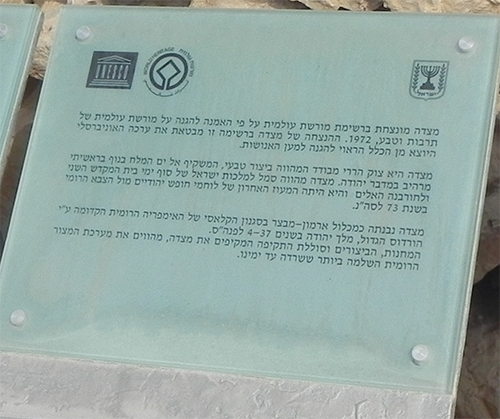 UNESCO
WORLD HERITAGE
מצדה מונצחת ברשימת מורשת עולמית על פי האמנה להגנה על מורשת עולמית של
תרבות וטבע, 1972. ההנצחה של מצדה ברשימה זו מבטאת את ערכה האוניברסלי
היוצא מן הכלל הראוי להגנה למען האנושות.
מצדה היא צוק הררי מבודד המהווה ביצור טבעי, המשקיף אל ים המלח בנוף בראשיתי
מרהיב במדבר יהודה. מצדה מהווה סמל למלכות ישראל של סוף ימי בית המקדש השני
ולחורבנה האלים והיא היתה המעוז האחרון של לוחמי חופש יהודיים מול הצבא הרומי
בשנת 73 לסה"נ.
מצדה נבנתה כמכלול ארמון-מבצר בסגנון הקלאסי של האימפריה הרומית הקדומה ע"י
הורדוס הגדול, מלך יהודה בשנים 37-4 לפנה"ס.
המחנות, הביצורים וסוללת התקיפה המקיפים את מצדה, מהווים את מערכת המצור
הרומית השלמה ביותר ששרדה עד ימינו.